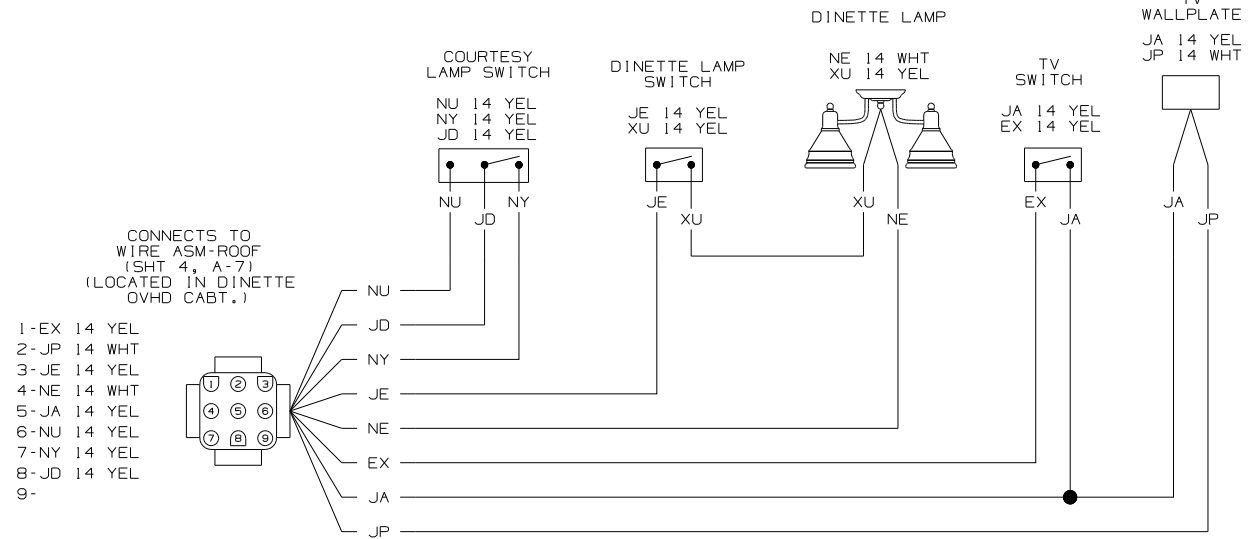 DINETTE LAMP
NE 14 WHT
XU 14 YEL
WALLPLATE
JA 14 YEL
JP 14 WHT
COURTESY
LAMP SWITCH
NU 14 YEL
NY 14 YEL
JD 14 YEL
DINETTE LAMP
SWITCH
JE 14 YEL
XU 14 YEL
TV
SWITCH
JA 14 YEL
EX 14 YEL
NU
JD
NY
JE
XU
XU
NE
EX
JA
JA
JP
CONNECTS TO
WIRE ASM-ROOF
(SHT 4, A-7)
(LOCATED IN DINETTE
OVHD CABT.)
1-EX 14 YEL
2-JP 14 WHT
3-JE 14 YEL
4-NE 14 WHT
5-JA 14 YEL
6-NU 14 YEL
7-NY 14 YEL
8-JD 14 YEL
9-
1 2 3
4 5 6
7 8 9
NU
JD
NY
JE
NE
EX
JA
JP